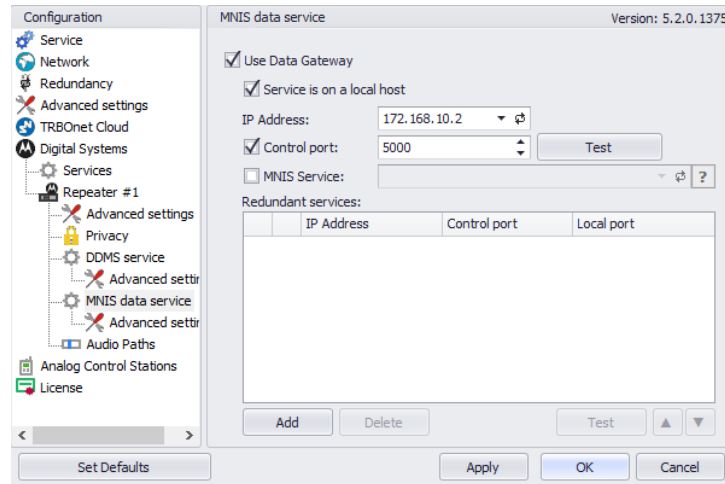 Configuration
Service
Network
Redundancy
Advanced settings
TRBOnet Cloud
Digital Systems
Services
Repeater #1
Advanced settings
Privacy
DDMS service
Advanced settin
MNIS data service
Advanced settin
Audio Paths
Analog Control Stations
License
Set Defaults
MNIS data service Version: 5.2.0.1375
Use Data Gateway
Service is on a local host
IP Address: 172.168.10.2
Control port: 5000 Test
MNIS Service: ?
Redundant services:
IP Address Control port Local port
Add Delete Test
Apply OK Cancel